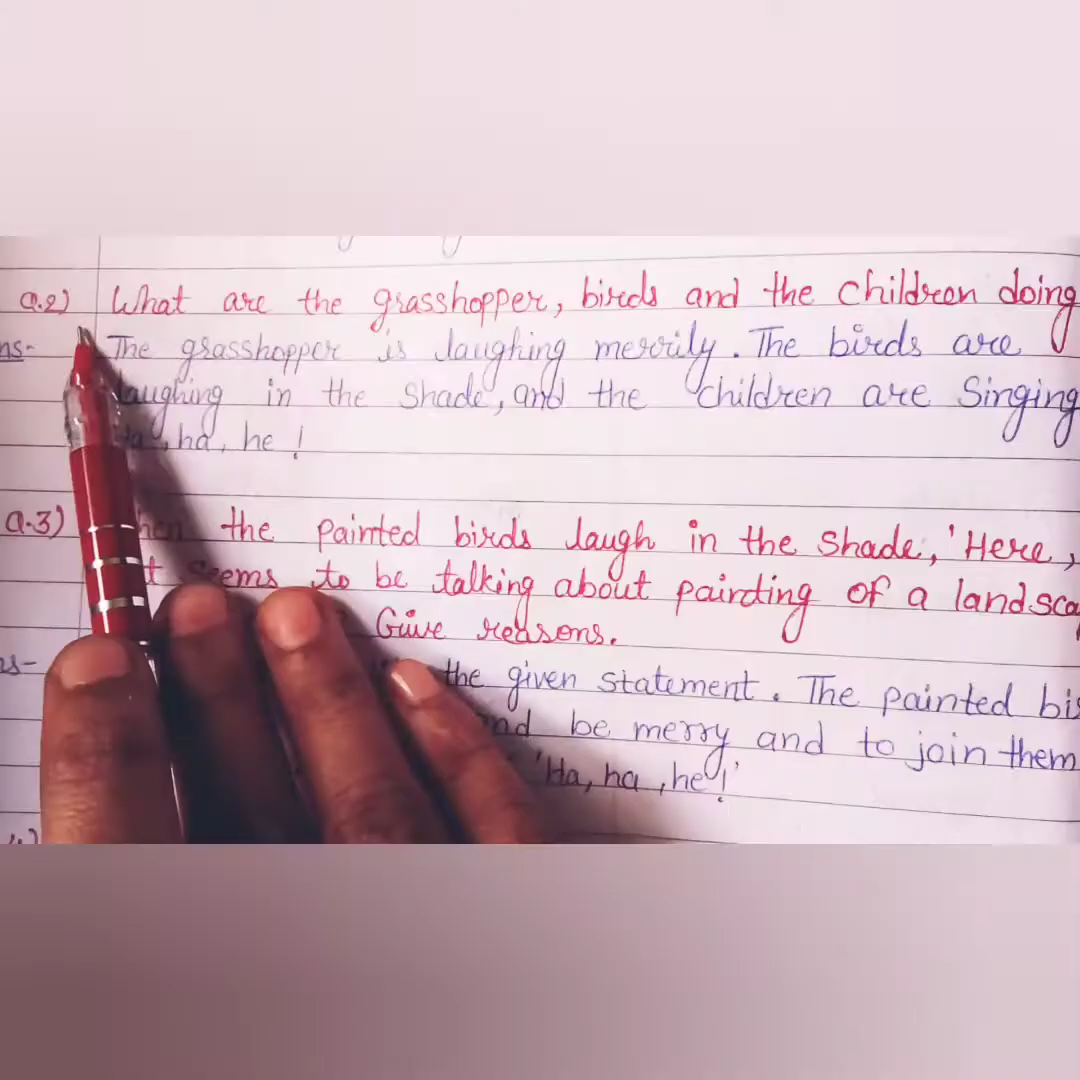 Q.2) What are the grasshopper, birds and the children doing
ns- The grasshopper is laughing merrily. The birds are
laughing in the shade, and the children are Singing
ha, he!
Q.3) the painted birds laugh in the shade, 'Here,
seems to be talking about painting of a landsca
Give reasons.
ns- the given statement. The painted bi
be merry and to join them
'Ha, ha, he!'